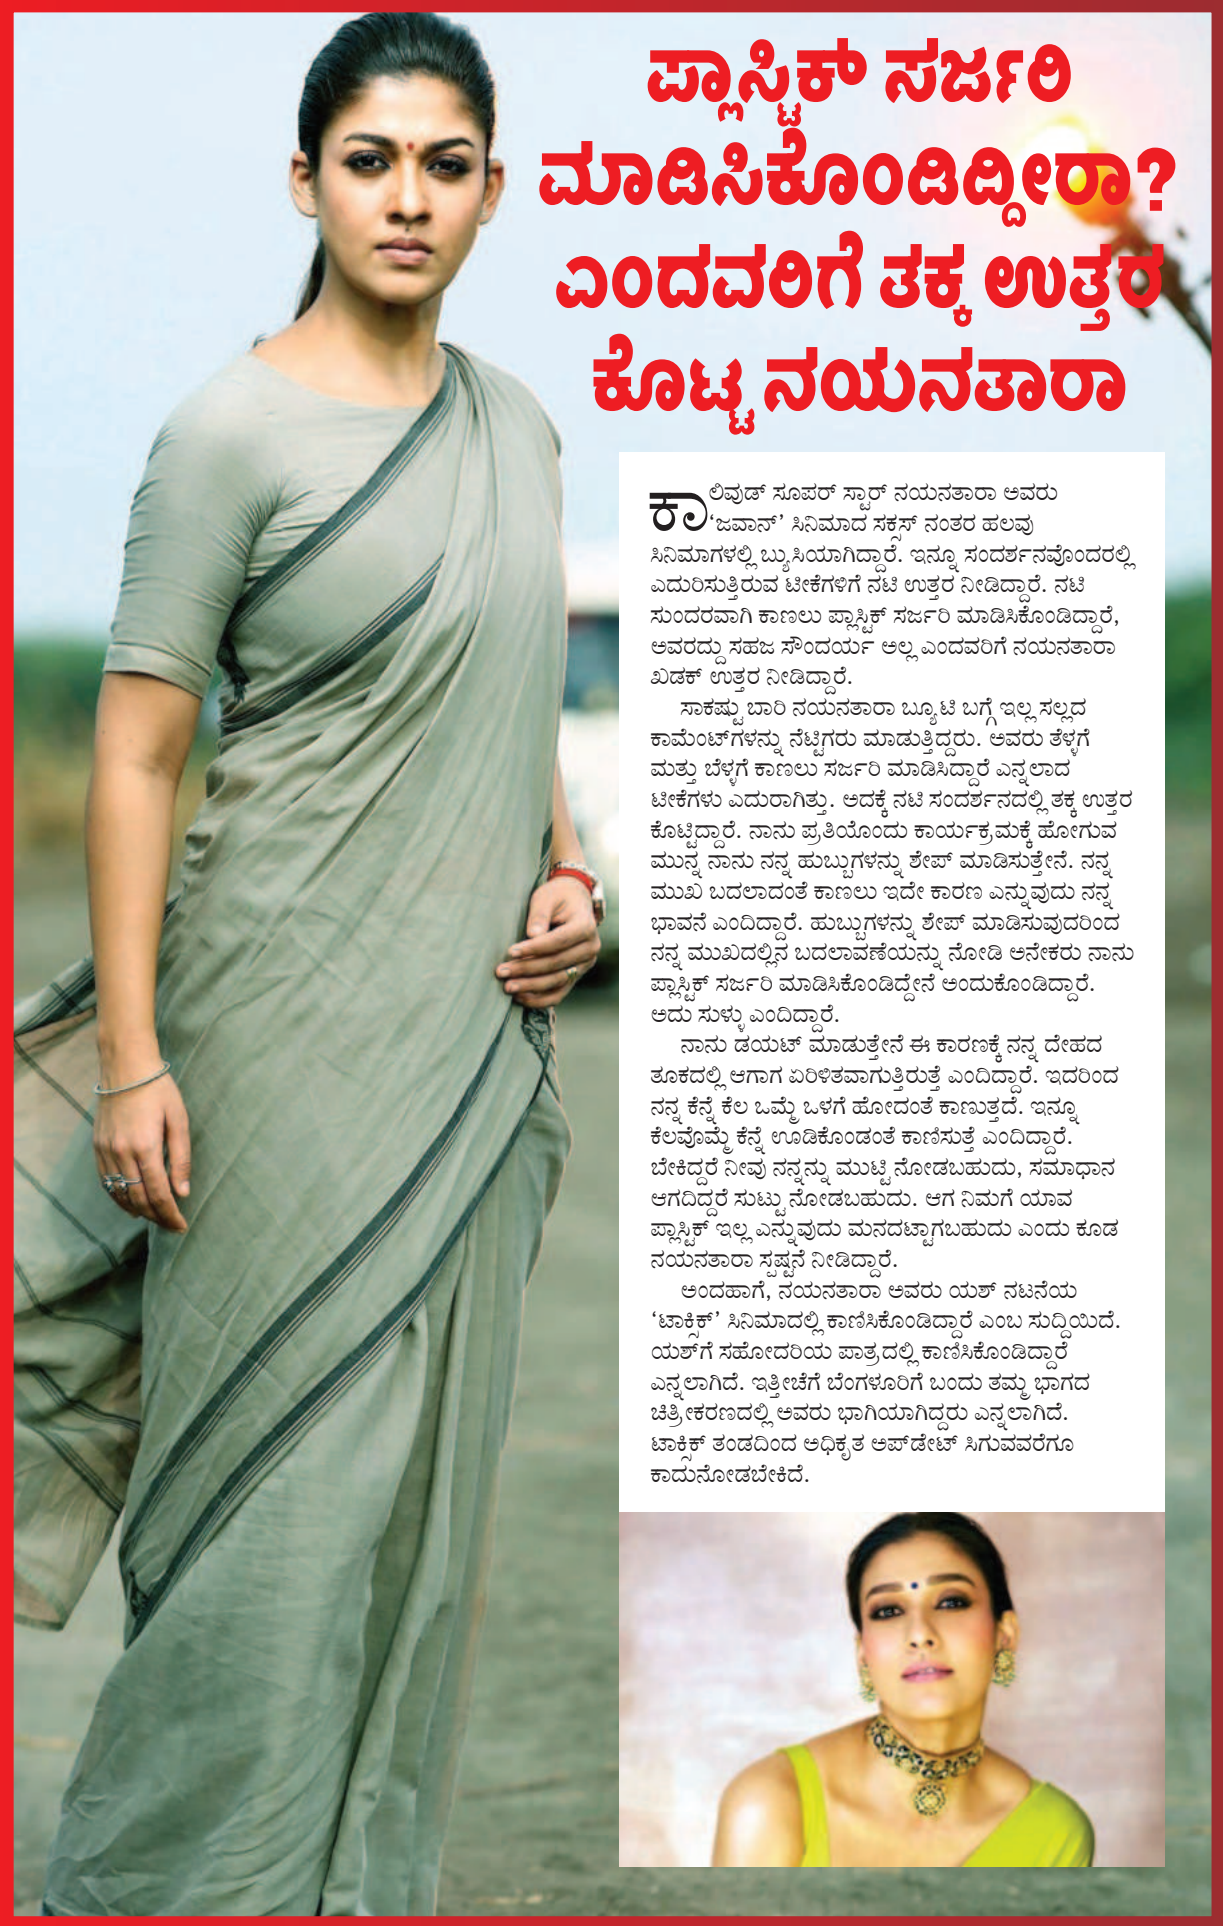 ಪ್ಲಾಸ್ಟಿಕ್ ಸರ್ಜರಿ
ಮಾಡಿಸಿಕೊಂಡಿದ್ದೀರಾ?
ಎಂದವರಿಗೆ ತಕ್ಕ ಉತ್ತರ
ಕೊಟ್ಟ ನಯನತಾರಾ
ಕಾಲಿವುಡ್ ಸೂಪರ್ ಸ್ಟಾರ್ ನಯನತಾರಾ ಅವರು
‘ಜವಾನ್’ ಸಿನಿಮಾದ ಸಕ್ಸಸ್ ನಂತರ ಹಲವು
ಸಿನಿಮಾಗಳಲ್ಲಿ ಬ್ಯುಸಿಯಾಗಿದ್ದಾರೆ. ಇನ್ನೂ ಸಂದರ್ಶನವೊಂದರಲ್ಲಿ
ಎದುರಿಸುತ್ತಿರುವ ಟೀಕೆಗಳಿಗೆ ನಟಿ ಉತ್ತರ ನೀಡಿದ್ದಾರೆ. ನಟಿ
ಸುಂದರವಾಗಿ ಕಾಣಲು ಪ್ಲಾಸ್ಟಿಕ್ ಸರ್ಜರಿ ಮಾಡಿಸಿಕೊಂಡಿದ್ದಾರೆ,
ಅವರದ್ದು ಸಹಜ ಸೌಂದರ್ಯ ಅಲ್ಲ ಎಂದವರಿಗೆ ನಯನತಾರಾ
ಖಡಕ್ ಉತ್ತರ ನೀಡಿದ್ದಾರೆ.
ಸಾಕಷ್ಟು ಬಾರಿ ನಯನತಾರಾ ಬ್ಯೂಟಿ ಬಗ್ಗೆ ಇಲ್ಲ ಸಲ್ಲದ
ಕಾಮೆಂಟ್‌ಗಳನ್ನು ನೆಟ್ಟಿಗರು ಮಾಡುತ್ತಿದ್ದರು. ಅವರು ತೆಳ್ಳಗೆ
ಮತ್ತು ಬೆಳ್ಳಗೆ ಕಾಣಲು ಸರ್ಜರಿ ಮಾಡಿಸಿದ್ದಾರೆ ಎನ್ನಲಾದ
ಟೀಕೆಗಳು ಎದುರಾಗಿತ್ತು. ಅದಕ್ಕೆ ನಟಿ ಸಂದರ್ಶನದಲ್ಲಿ ತಕ್ಕ ಉತ್ತರ
ಕೊಟ್ಟಿದ್ದಾರೆ. ನಾನು ಪ್ರತಿಯೊಂದು ಕಾರ್ಯಕ್ರಮಕ್ಕೆ ಹೋಗುವ
ಮುನ್ನ ನಾನು ನನ್ನ ಹುಬ್ಬುಗಳನ್ನು ಶೇಪ್ ಮಾಡಿಸುತ್ತೇನೆ. ನನ್ನ
ಮುಖ ಬದಲಾದಂತೆ ಕಾಣಲು ಇದೇ ಕಾರಣ ಎನ್ನುವುದು ನನ್ನ
ಭಾವನೆ ಎಂದಿದ್ದಾರೆ. ಹುಬ್ಬುಗಳನ್ನು ಶೇಪ್ ಮಾಡಿಸುವುದರಿಂದ
ನನ್ನ ಮುಖದಲ್ಲಿನ ಬದಲಾವಣೆಯನ್ನು ನೋಡಿ ಅನೇಕರು ನಾನು
ಪ್ಲಾಸ್ಟಿಕ್ ಸರ್ಜರಿ ಮಾಡಿಸಿಕೊಂಡಿದ್ದೇನೆ ಅಂದುಕೊಂಡಿದ್ದಾರೆ.
ಅದು ಸುಳ್ಳು ಎಂದಿದ್ದಾರೆ.
ನಾನು ಡಯಟ್ ಮಾಡುತ್ತೇನೆ ಈ ಕಾರಣಕ್ಕೆ ನನ್ನ ದೇಹದ
ತೂಕದಲ್ಲಿ ಆಗಾಗ ಏರಿಳಿತವಾಗುತ್ತಿರುತ್ತೆ ಎಂದಿದ್ದಾರೆ. ಇದರಿಂದ
ನನ್ನ ಕೆನ್ನೆ ಕೆಲ ಒಮ್ಮೆ ಒಳಗೆ ಹೋದಂತೆ ಕಾಣುತ್ತದೆ. ಇನ್ನೂ
ಕೆಲವೊಮ್ಮೆ ಕೆನ್ನೆ ಊಡಿಕೊಂಡಂತೆ ಕಾಣಿಸುತ್ತೆ ಎಂದಿದ್ದಾರೆ.
ಬೇಕಿದ್ದರೆ ನೀವು ನನ್ನನ್ನು ಮುಟ್ಟಿ ನೋಡಬಹುದು, ಸಮಾಧಾನ
ಆಗದಿದ್ದರೆ ಸುಟ್ಟು ನೋಡಬಹುದು. ಆಗ ನಿಮಗೆ ಯಾವ
ಪ್ಲಾಸ್ಟಿಕ್ ಇಲ್ಲ ಎನ್ನುವುದು ಮನದಟ್ಟಾಗಬಹುದು ಎಂದು ಕೂಡ
ನಯನತಾರಾ ಸ್ಪಷ್ಟನೆ ನೀಡಿದ್ದಾರೆ.
ಅಂದಹಾಗೆ, ನಯನತಾರಾ ಅವರು ಯಶ್ ನಟನೆಯ
‘ಟಾಕ್ಸಿಕ್’ ಸಿನಿಮಾದಲ್ಲಿ ಕಾಣಿಸಿಕೊಂಡಿದ್ದಾರೆ ಎಂಬ ಸುದ್ದಿಯಿದೆ.
ಯಶ್‌ಗೆ ಸಹೋದರಿಯ ಪಾತ್ರದಲ್ಲಿ ಕಾಣಿಸಿಕೊಂಡಿದ್ದಾರೆ
ಎನ್ನಲಾಗಿದೆ. ಇತ್ತೀಚೆಗೆ ಬೆಂಗಳೂರಿಗೆ ಬಂದು ತಮ್ಮ ಭಾಗದ
ಚಿತ್ರೀಕರಣದಲ್ಲಿ ಅವರು ಭಾಗಿಯಾಗಿದ್ದರು ಎನ್ನಲಾಗಿದೆ.
ಟಾಕ್ಸಿಕ್ ತಂಡದಿಂದ ಅಧಿಕೃತ ಅಪ್‌ಡೇಟ್ ಸಿಗುವವರೆಗೂ
ಕಾದುನೋಡಬೇಕಿದೆ.